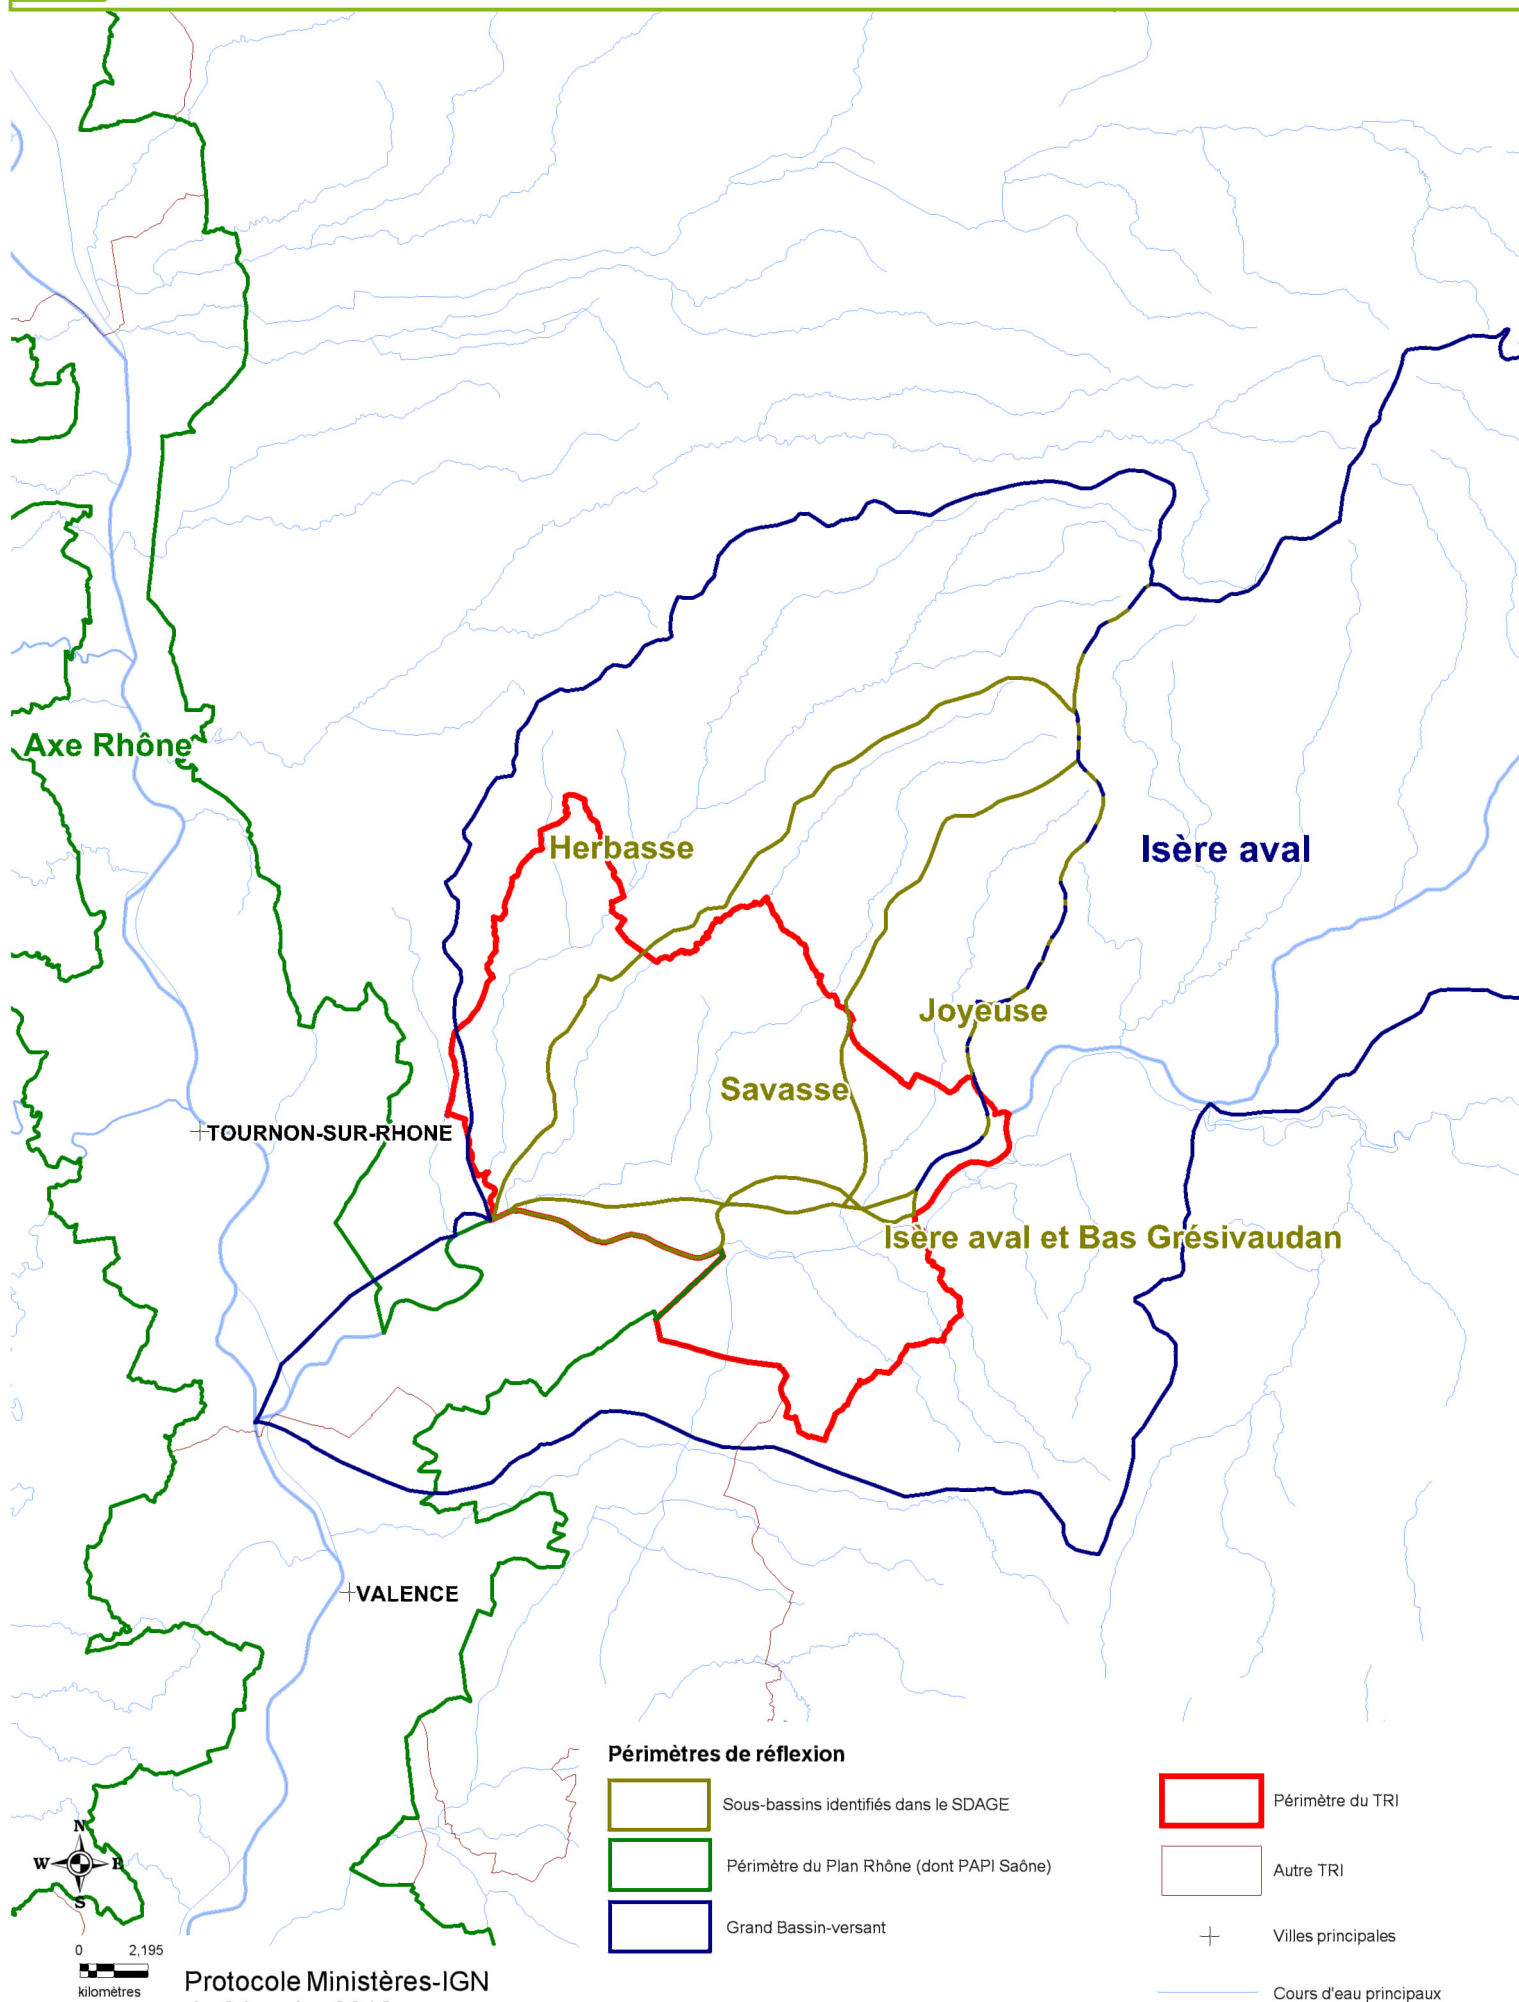 Axe Rhône
Herbasse
Isère aval
Joyeuse
Savasse
TOURNON-SUR-RHONE
Isère aval et Bas Grésivaudan
VALENCE
Périmètres de réflexion
Sous-bassins identifiés dans le SDAGE
Périmètre du Plan Rhône (dont PAPI Saône)
Grand Bassin-versant
Périmètre du TRI
Autre TRI
Villes principales
Cours d'eau principaux
N
W E
S
0 2,195
kilomètres
Protocole Ministères-IGN